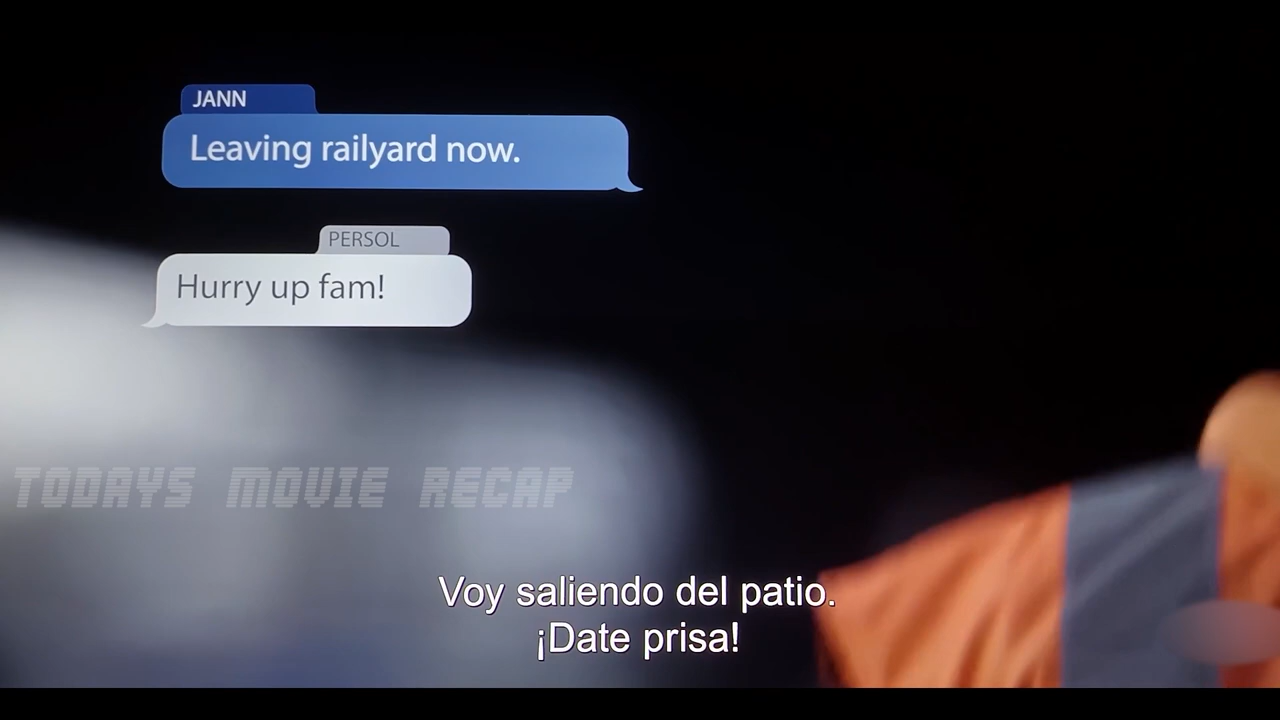 JANN
Leaving railyard now.
PERSOL
Hurry up fam!
TODAYS MOVIE RECAP
Voy saliendo del patio.
¡Date prisa!